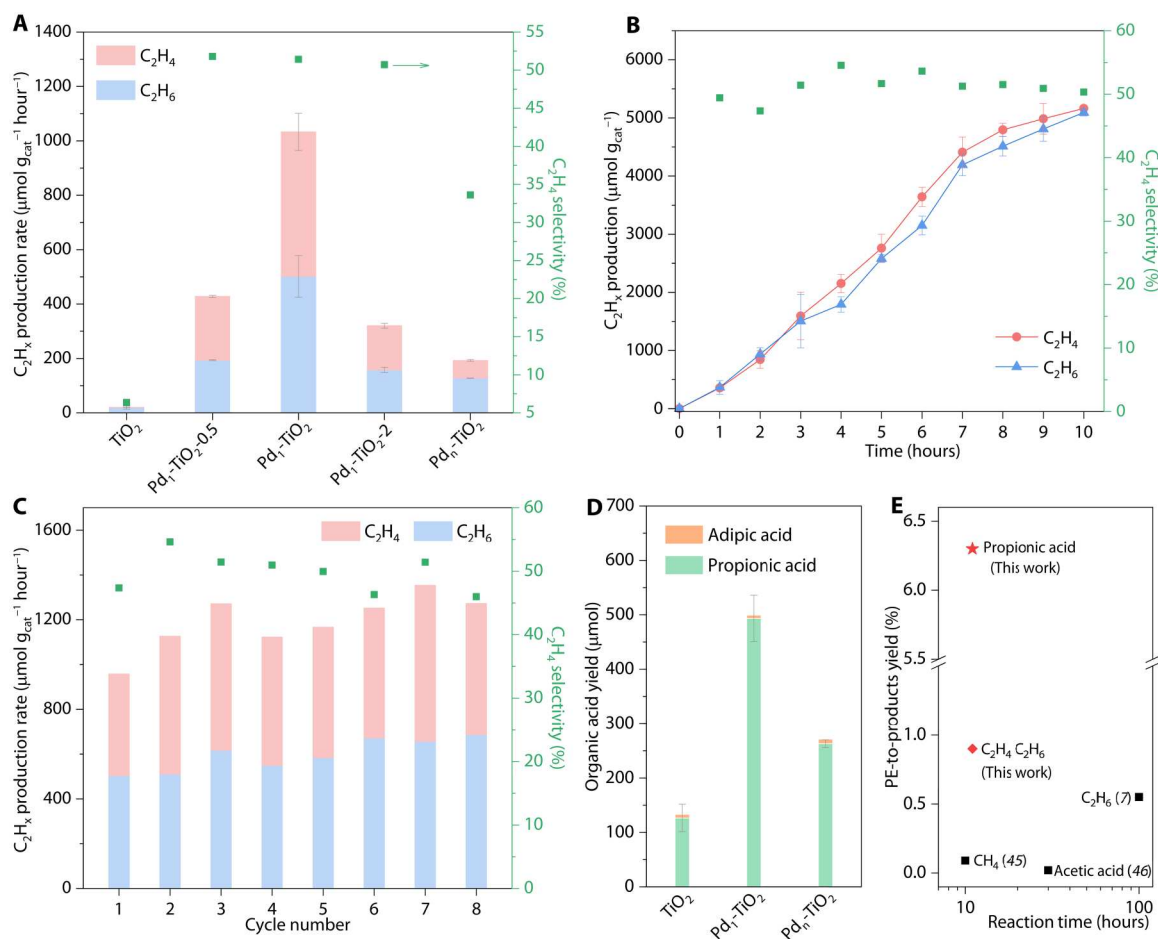 A
C₂HₓO production rate (μmol g_cat⁻¹ hour⁻¹)
1400
1200
1000
800
600
400
200
0
C₂H₄
C₂H₆
55
50
45
40
35
30
25
20
15
10
5
C₂H₄ selectivity (%)
TiO₂
Pd₁-TiO₂-0.5
Pd₁-TiO₂
Pd₁-TiO₂-2
Pdₙ-TiO₂
B
C₂Hₓ production (μmol g_cat⁻¹)
6000
5000
4000
3000
2000
1000
0
60
50
40
30
20
10
0
C₂H₄ selectivity (%)
C₂H₄
C₂H₆
0 1 2 3 4 5 6 7 8 9 10
Time (hours)
C
C₂Hₓ production rate (μmol g_cat⁻¹ hour⁻¹)
1600
1200
800
400
0
C₂H₄ C₂H₆
60
50
40
30
20
10
0
C₂H₄ selectivity (%)
1 2 3 4 5 6 7 8
Cycle number
D
Organic acid yield (μmol)
700
600
500
400
300
200
100
0
Adipic acid
Propionic acid
TiO₂
Pd₁-TiO₂
Pdₙ-TiO₂
E
PE-to-products yield (%)
6.5
6.0
5.5
1.0
0.5
0.0
Propionic acid
(This work)
C₂H₄ C₂H₆
(This work)
C₂H₆ (7)
CH₄ (45)
Acetic acid (46)
10 100
Reaction time (hours)